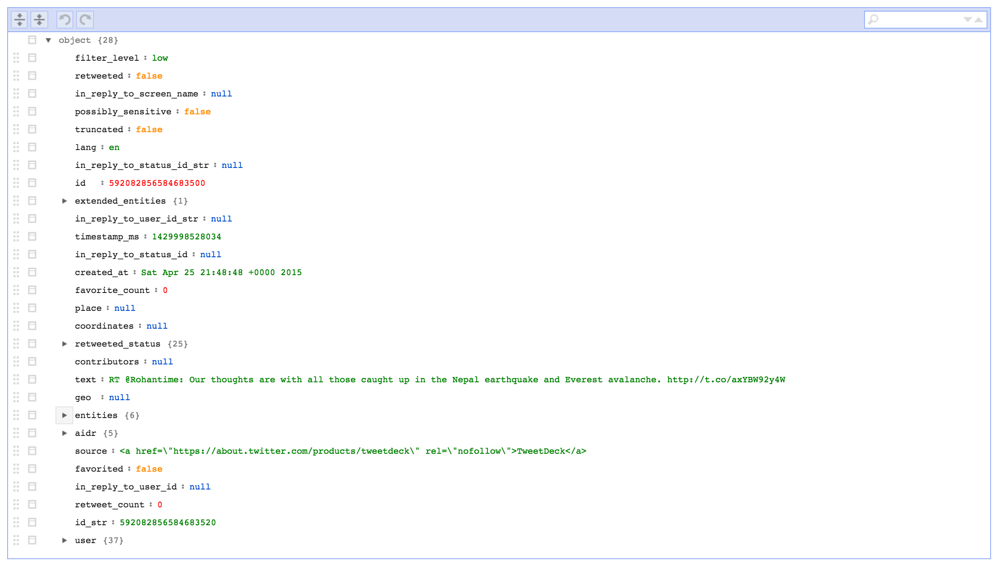 object {28}
filter_level : low
retweeted : false
in_reply_to_screen_name : null
possibly_sensitive : false
truncated : false
lang : en
in_reply_to_status_id_str : null
id : 592082856584683500
extended_entities {1}
in_reply_to_user_id_str : null
timestamp_ms : 1429998528034
in_reply_to_status_id : null
created_at : Sat Apr 25 21:48:48 +0000 2015
favorite_count : 0
place : null
coordinates : null
retweeted_status {25}
contributors : null
text : RT @Rohantime: Our thoughts are with all those caught up in the Nepal earthquake and Everest avalanche. http://t.co/axYBW92y4W
geo : null
entities {6}
aidr {5}
source : <a href=\"https://about.twitter.com/products/tweetdeck\" rel=\"nofollow\">TweetDeck</a>
favorited : false
in_reply_to_user_id : null
retweet_count : 0
id_str : 592082856584683520
user {37}